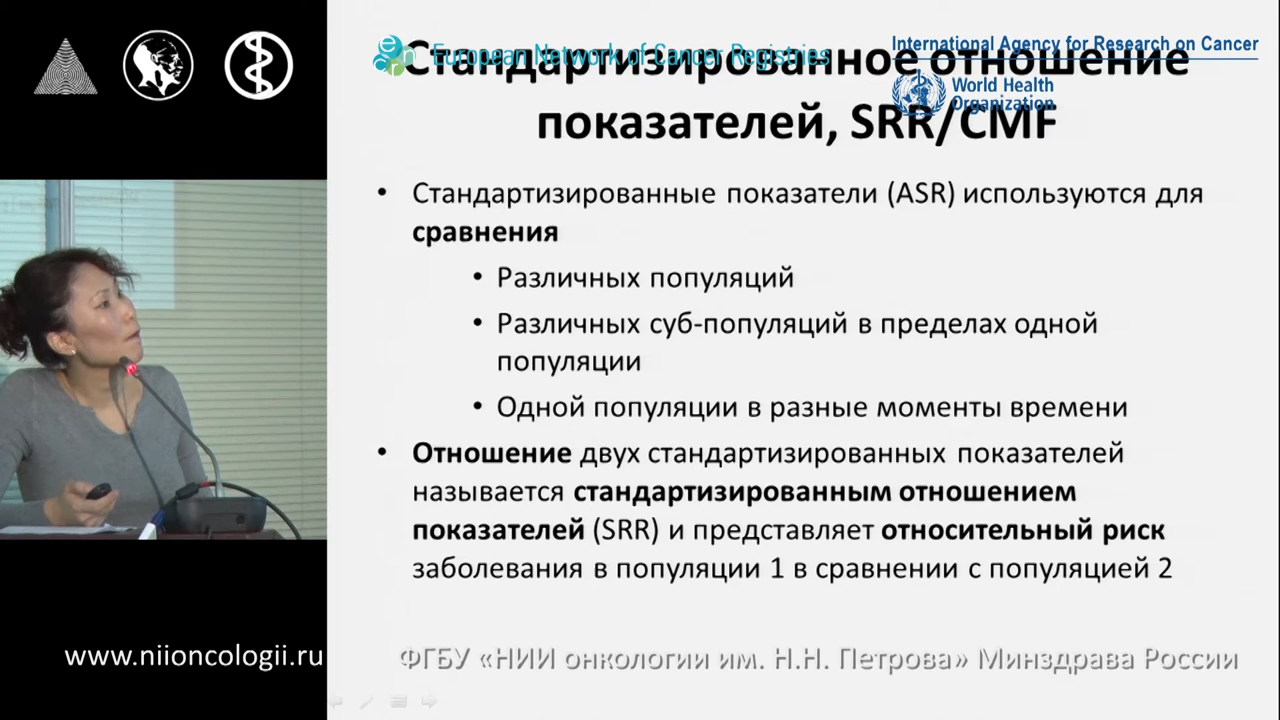 European Network of Cancer Registries
International Agency for Research on Cancer
World Health
Organization
Стандартизированное отношение
показателей, SRR/CMF
• Стандартизированные показатели (ASR) используются для
сравнения
• Различных популяций
• Различных суб-популяций в пределах одной
популяции
• Одной популяции в разные моменты времени
• Отношение двух стандартизированных показателей
называется стандартизированным отношением
показателей (SRR) и представляет относительный риск
заболевания в популяции 1 в сравнении с популяцией 2
www.niioncologii.ru
ФГБУ «НИИ онкологии им. Н.Н. Петрова» Минздрава России